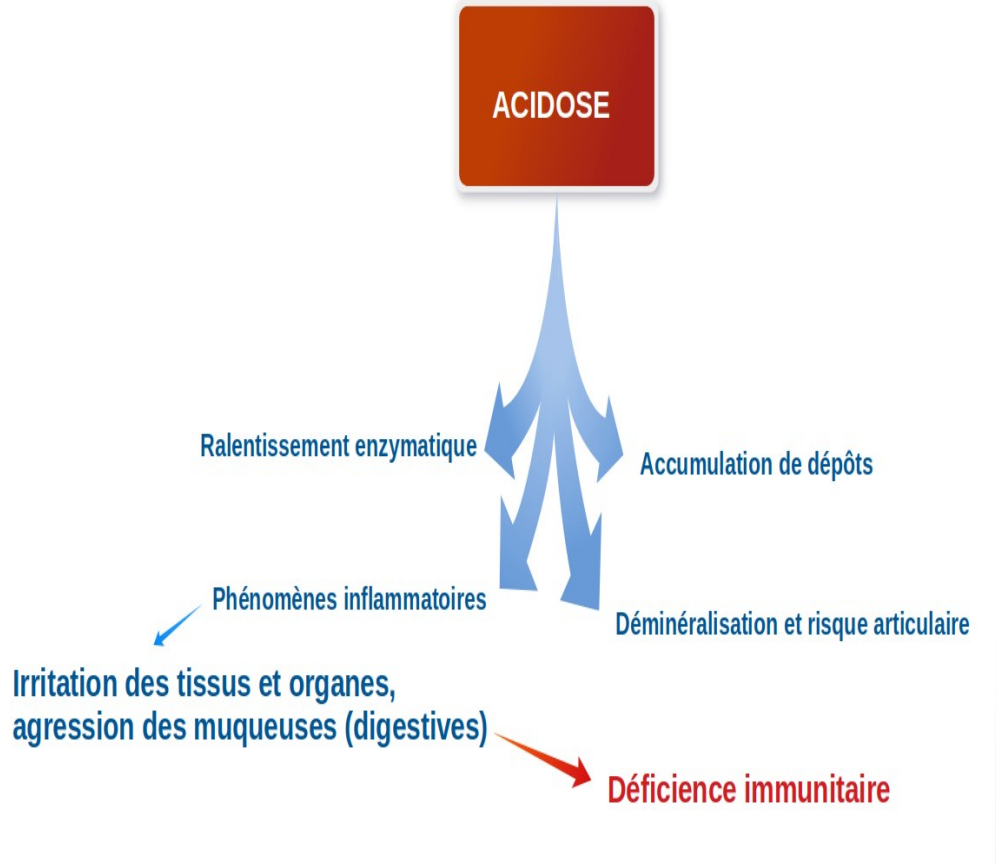 ACIDOSE
Ralentissement enzymatique
Accumulation de dépôts
Phénomènes inflammatoires
Déminéralisation et risque articulaire
Irritation des tissus et organes,
agression des muqueuses (digestives)
Déficience immunitaire